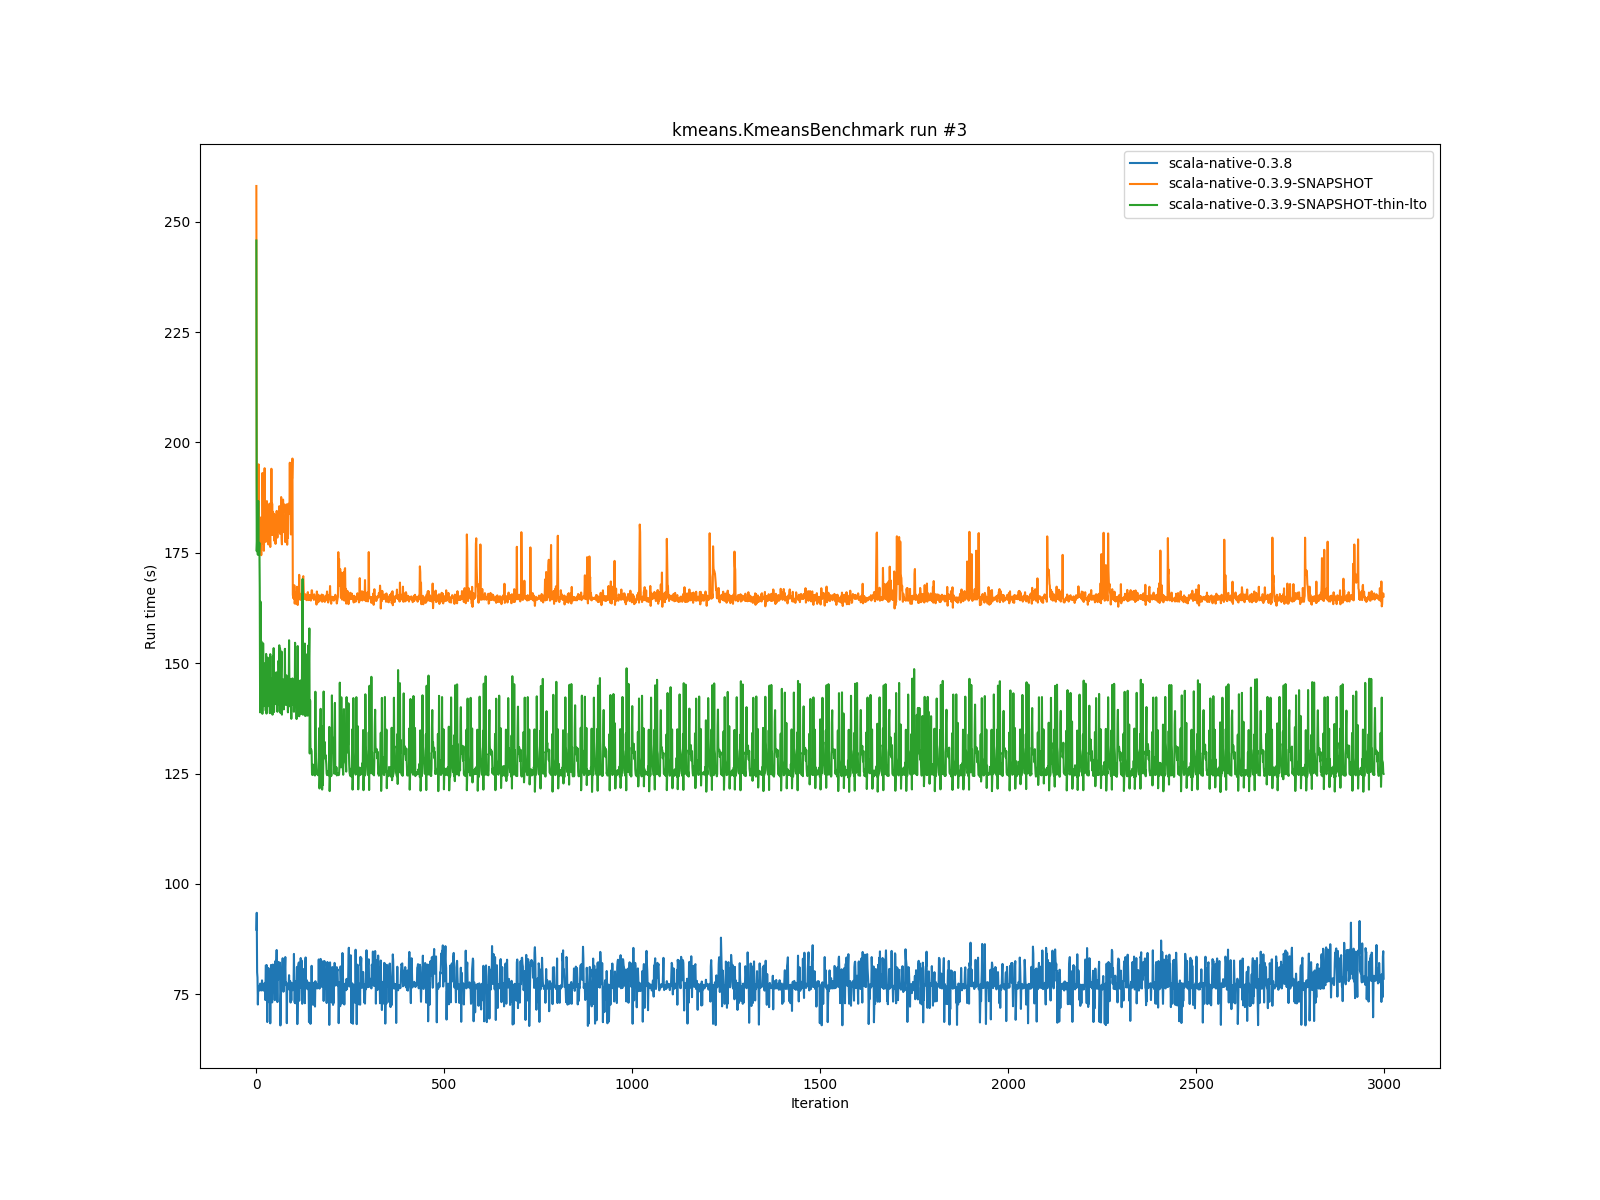 kmeans.KmeansBenchmark run #3
scala-native-0.3.8
scala-native-0.3.9-SNAPSHOT
scala-native-0.3.9-SNAPSHOT-thin-lto
250
225
200
175
150
125
100
75
Run time (s)
0
500
1000
1500
2000
2500
3000
Iteration